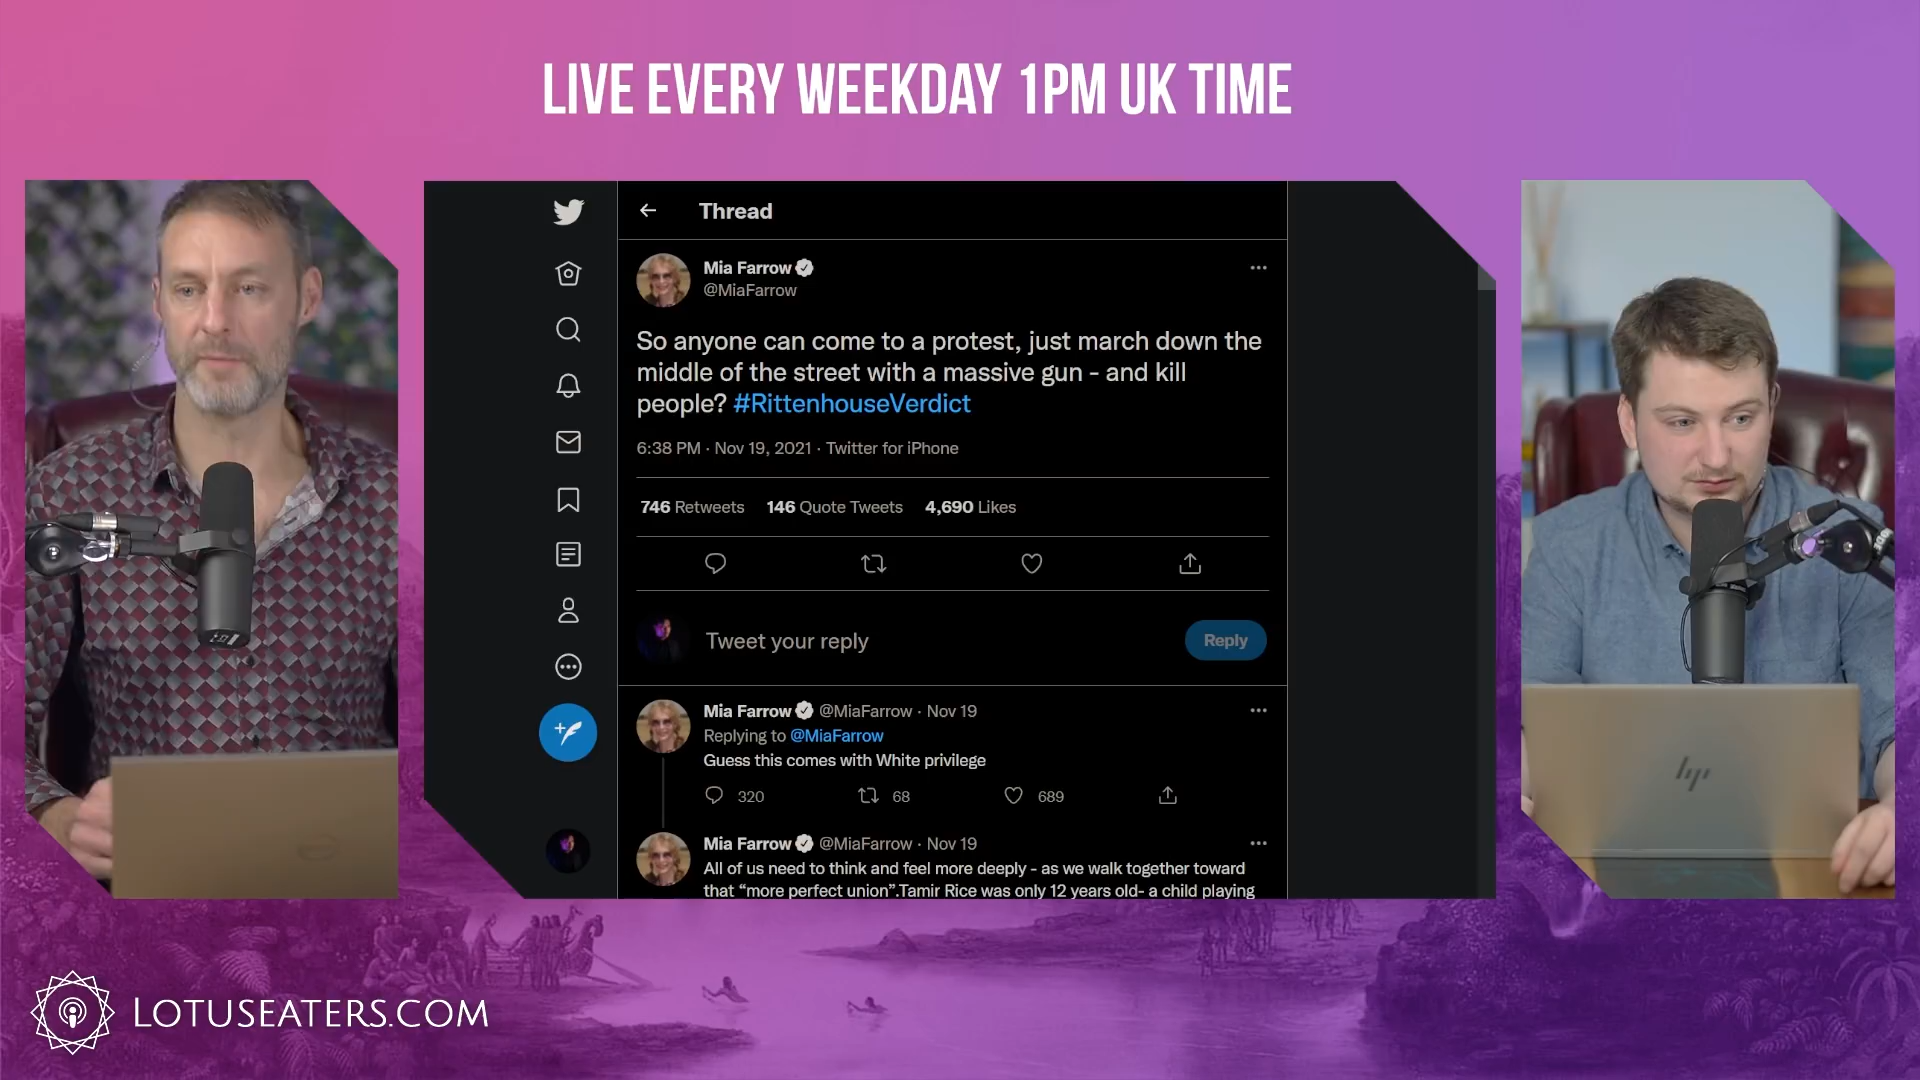 LIVE EVERY WEEKDAY 1PM UK TIME
Thread
Mia Farrow
@MiaFarrow
So anyone can come to a protest, just march down the
middle of the street with a massive gun - and kill
people? #RittenhouseVerdict
6:38 PM · Nov 19, 2021 · Twitter for iPhone
746 Retweets 146 Quote Tweets 4,690 Likes
Tweet your reply
Reply
Mia Farrow @MiaFarrow · Nov 19
Replying to @MiaFarrow
Guess this comes with White privilege
320 68 689
Mia Farrow @MiaFarrow · Nov 19
All of us need to think and feel more deeply - as we walk together toward
that “more perfect union”.Tamir Rice was only 12 years old- a child playing
hp
LOTUSEATERS.COM